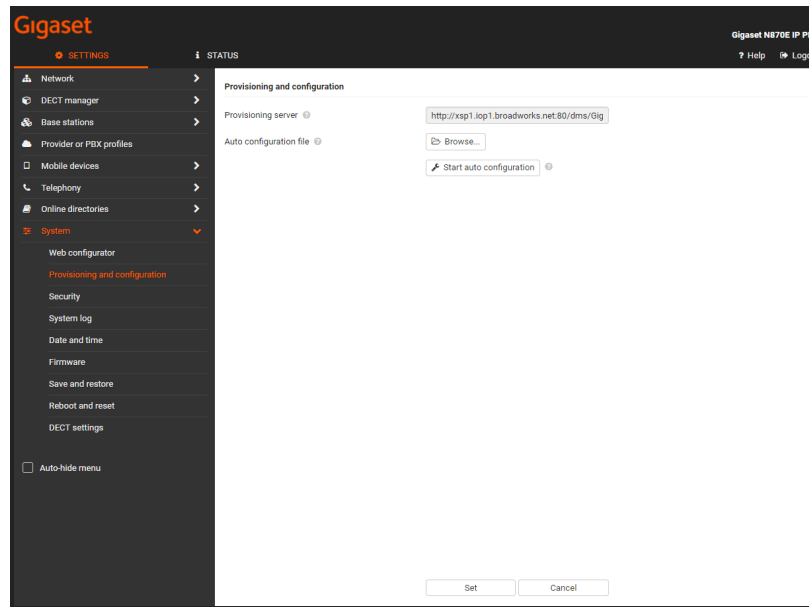 Gigaset
Gigaset N870E IP
SETTINGS
STATUS
Help
Network
DECT manager
Base stations
Provider or PBX profiles
Mobile devices
Telephony
Online directories
System
Web configurator
Provisioning and configuration
Security
System log
Date and time
Firmware
Save and restore
Reboot and reset
DECT settings
Auto-hide menu
Provisioning and configuration
Provisioning server
http://xsp1.iop1.broadworks.net:80/dms/Gig
Auto configuration file
Browse...
Start auto configuration
Set
Cancel